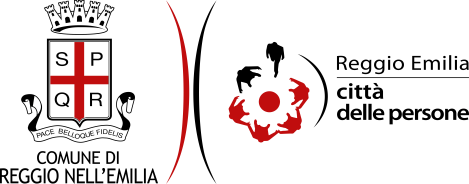 S P
Q R
PACE BELLOQUE FIDELIS
COMUNE DI
REGGIO NELL'EMILIA
Reggio Emilia
città
delle persone